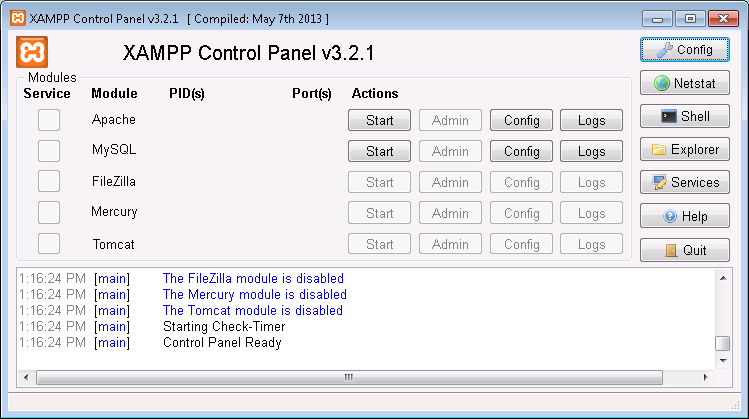 XAMPP Control Panel v3.2.1 [ Compiled: May 7th 2013 ]
XAMPP Control Panel v3.2.1
Config
Modules
Service Module PID(s) Port(s) Actions
Netstat
Apache Start Admin Config Logs
Shell
MySQL Start Admin Config Logs
Explorer
FileZilla Start Admin Config Logs
Services
Mercury Start Admin Config Logs
Help
Tomcat Start Admin Config Logs
Quit
1:16:24 PM [main] The FileZilla module is disabled
1:16:24 PM [main] The Mercury module is disabled
1:16:24 PM [main] The Tomcat module is disabled
1:16:24 PM [main] Starting Check-Timer
1:16:24 PM [main] Control Panel Ready